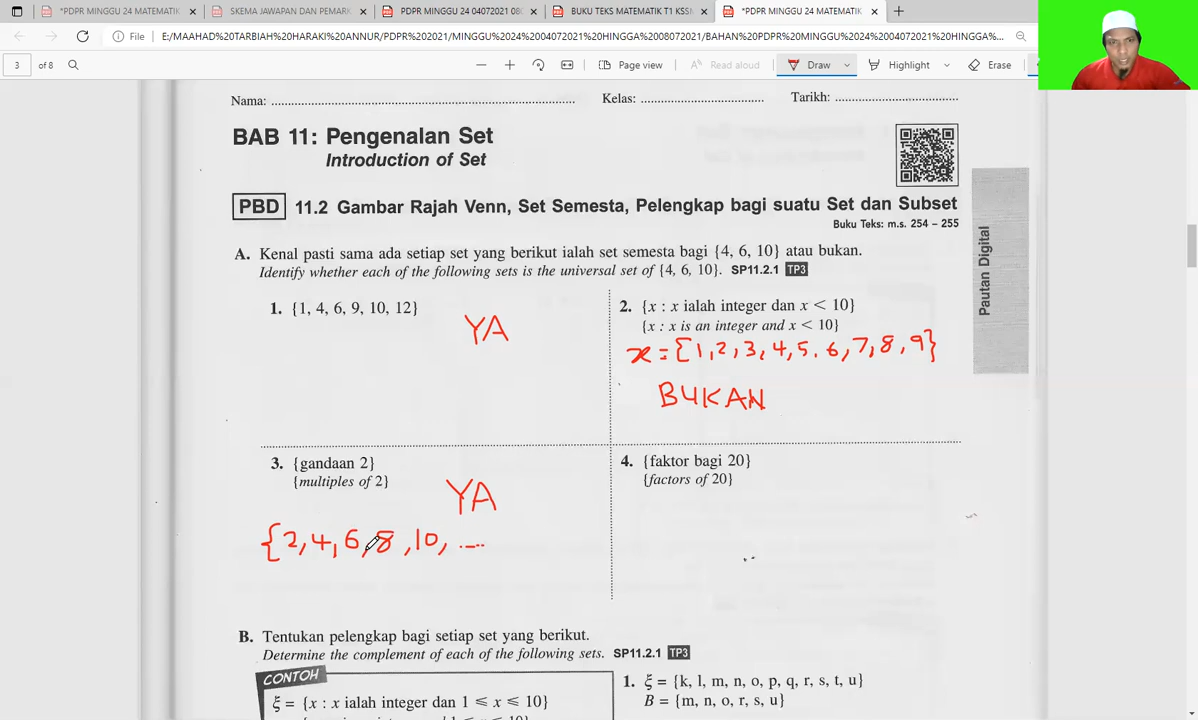 *PDPR MINGGU 24 MATEMATIK
SKEMA JAWAPAN DAN PEMARK
PDPR MINGGU 24 04072021 08
BUKU TEKS MATEMATIK T1 KSSM
*PDPR MINGGU 24 MATEMATIK
File
E:/MAAHAD%20TARBIAH%20HARAKI%20ANNUR/PDPR%202021/MINGGU%2024%2004072021%20HINGGA%2008072021/BAHAN%20PDPR%20MINGGU%2024%2004072021%20HINGGA%...
3 of 8
Page view
Read aloud
Draw
Highlight
Erase
Nama: ........ Kelas: ........ Tarikh: ........
BAB 11: Pengenalan Set
Introduction of Set
PBD 11.2 Gambar Rajah Venn, Set Semesta, Pelengkap bagi suatu Set dan Subset
Buku Teks: m.s. 254 – 255
Pautan Digital
A. Kenal pasti sama ada setiap set yang berikut ialah set semesta bagi {4, 6, 10} atau bukan.
Identify whether each of the following sets is the universal set of {4, 6, 10}. SP11.2.1 TP3
1. {1, 4, 6, 9, 10, 12}
YA
2. {x : x ialah integer dan x < 10}
{x : x is an integer and x < 10}
x = {1, 2, 3, 4, 5, 6, 7, 8, 9}
BUKAN
3. {gandaan 2}
{multiples of 2}
YA
{2, 4, 6, 8, 10, ....
4. {faktor bagi 20}
{factors of 20}
B. Tentukan pelengkap bagi setiap set yang berikut.
Determine the complement of each of the following sets. SP11.2.1 TP3
CONTOH
ξ = {x : x ialah integer dan 1 ⩽ x ⩽ 10}
1. ξ = {k, l, m, n, o, p, q, r, s, t, u}
B = {m, n, o, r, s, u}